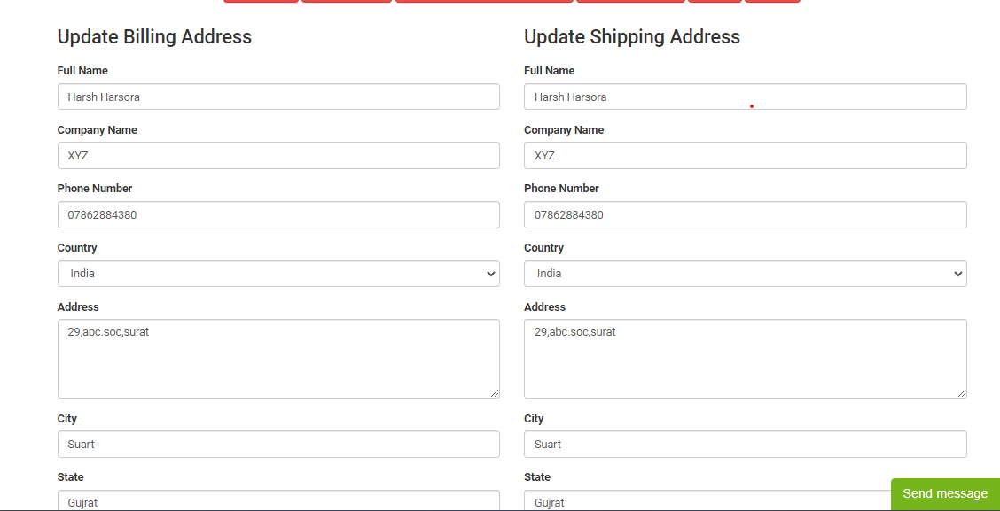 Update Billing Address
Full Name
Harsh Harsora
Company Name
XYZ
Phone Number
07862884380
Country
India
Address
29,abc.soc,surat
City
Suart
State
Gujrat
Update Shipping Address
Full Name
Harsh Harsora
Company Name
XYZ
Phone Number
07862884380
Country
India
Address
29,abc.soc,surat
City
Suart
State
Gujrat
Send message